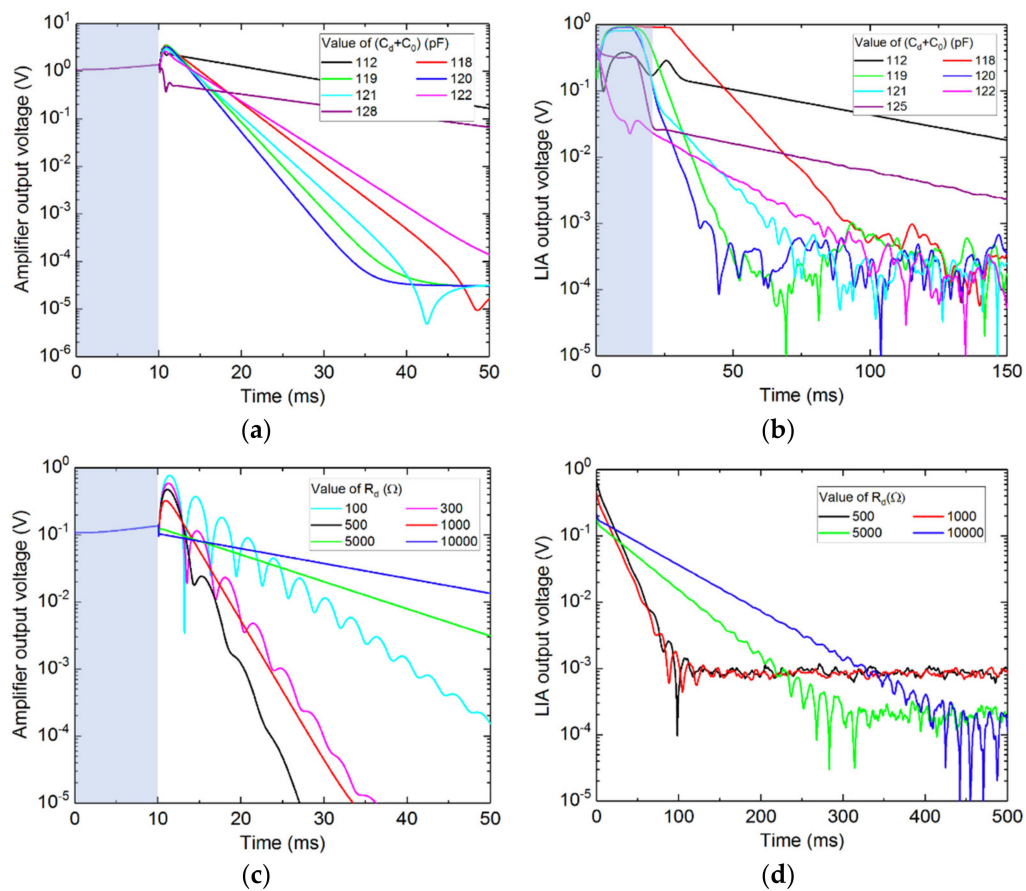 10¹
10⁰
10⁻¹
10⁻²
10⁻³
10⁻⁴
10⁻⁵
10⁻⁶
Amplifier output voltage (V)
Value of (C_d+C_0) (pF)
112 118
119 120
121 122
128
0 10 20 30 40 50
Time (ms)
(a)
10⁰
10⁻¹
10⁻²
10⁻³
10⁻⁴
10⁻⁵
LIA output voltage (V)
Value of (C_d+C_0) (pF)
112 118
119 120
121 122
125
0 50 100 150
Time (ms)
(b)
10⁰
10⁻¹
10⁻²
10⁻³
10⁻⁴
10⁻⁵
Amplifier output voltage (V)
Value of R_d (Ω)
100 300
500 1000
5000 10000
0 10 20 30 40 50
Time (ms)
(c)
10⁰
10⁻¹
10⁻²
10⁻³
10⁻⁴
10⁻⁵
LIA output voltage (V)
Value of R_d(Ω)
500 1000
5000 10000
0 100 200 300 400 500
Time (ms)
(d)